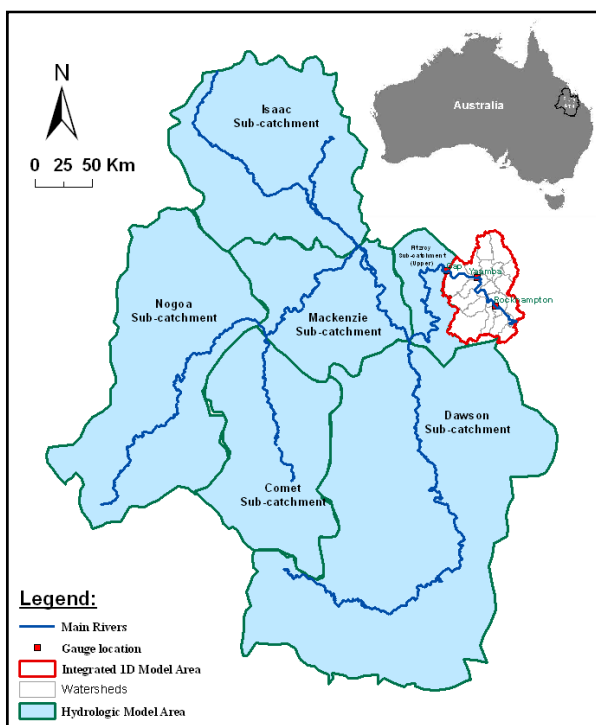 Australia
N
0 25 50 Km
Isaac
Sub-catchment
Fitzroy
Sub-catchment
(Upper)
Gap
Yaamba
Rockhampton
Nogoa
Sub-catchment
Mackenzie
Sub-catchment
Dawson
Sub-catchment
Comet
Sub-catchment
Legend:
Main Rivers
Gauge location
Integrated 1D Model Area
Watersheds
Hydrologic Model Area